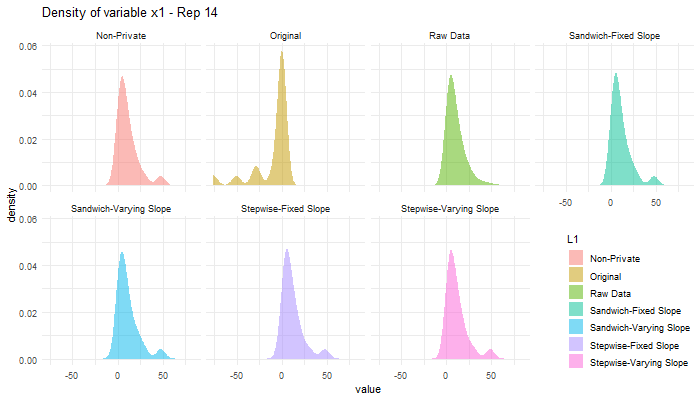 Density of variable x1 - Rep 14
Non-Private
Original
Raw Data
Sandwich-Fixed Slope
0.06
0.04
0.02
0.00
-50
0
50
density
Sandwich-Varying Slope
Stepwise-Fixed Slope
Stepwise-Varying Slope
0.06
0.04
0.02
0.00
-50
0
50
-50
0
50
-50
0
50
value
L1
Non-Private
Original
Raw Data
Sandwich-Fixed Slope
Sandwich-Varying Slope
Stepwise-Fixed Slope
Stepwise-Varying Slope